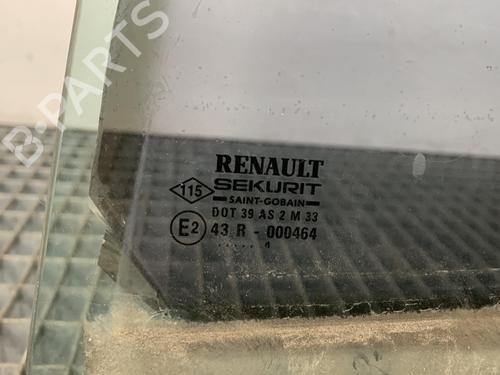 B-PARTS
RENAULT
115 SEKURIT
SAINT-GOBAIN
DOT 39 AS 2 M 33
E2 43 R - 000464
..... 4